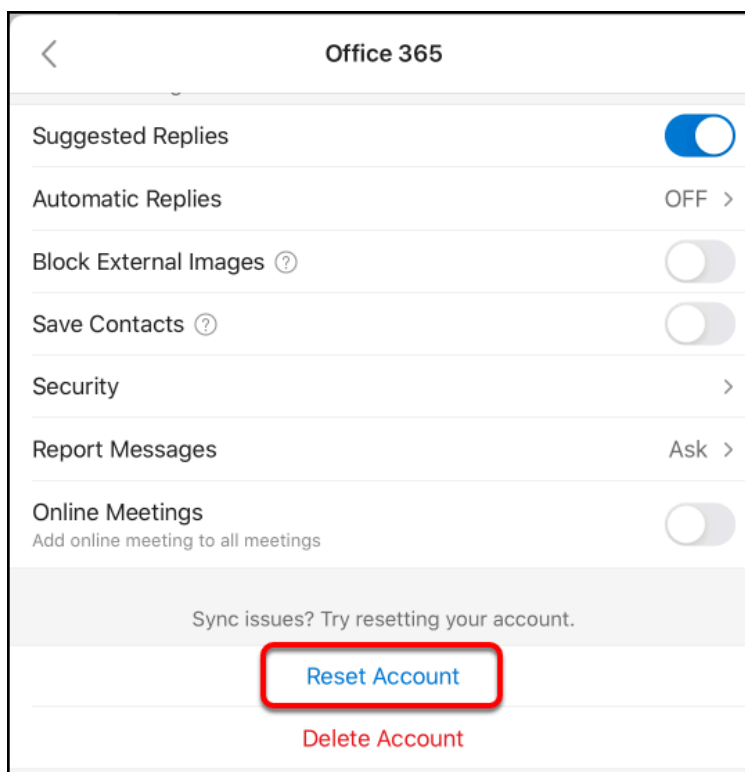 Office 365
Suggested Replies
Automatic Replies OFF
Block External Images ?
Save Contacts ?
Security
Report Messages Ask
Online Meetings
Add online meeting to all meetings
Sync issues? Try resetting your account.
Reset Account
Delete Account